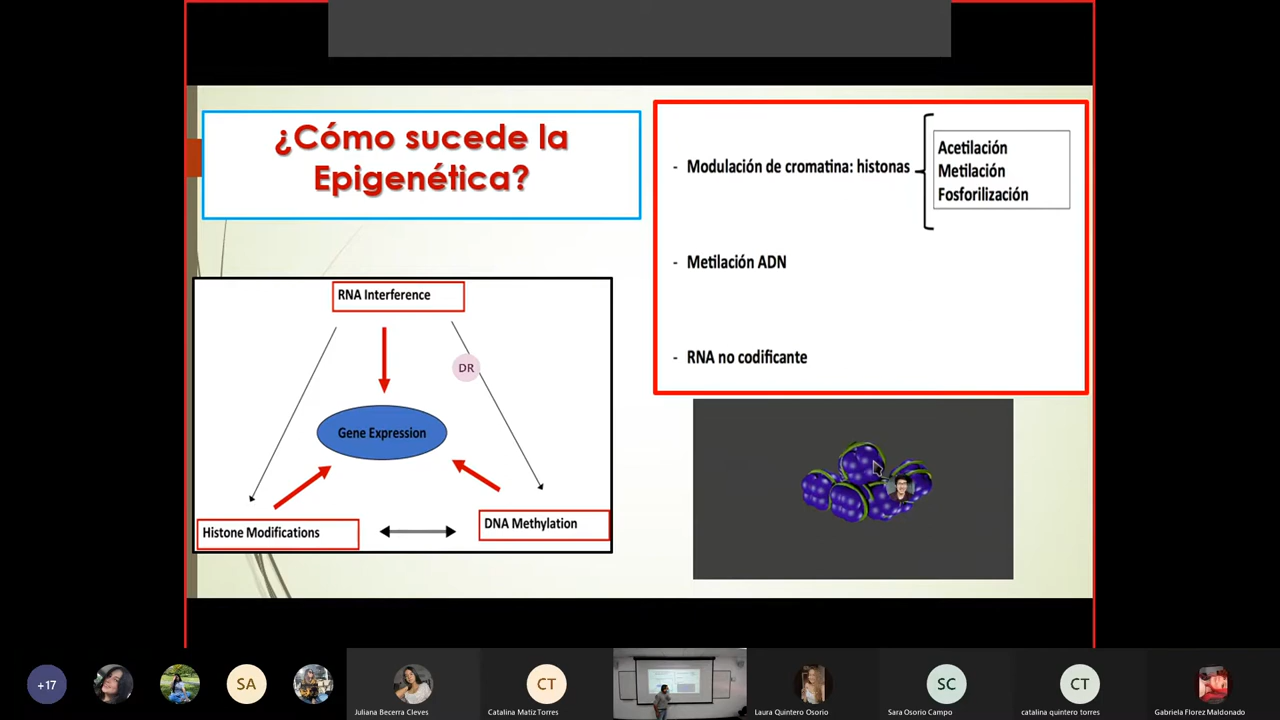 ¿Cómo sucede la
Epigenética?
- Modulación de cromatina: histonas
Acetilación
Metilación
Fosforilización
- Metilación ADN
- RNA no codificante
RNA Interference
DR
Gene Expression
Histone Modifications
DNA Methylation
+17
SA
Juliana Becerra Cleves
CT
Catalina Matiz Torres
Laura Quintero Osorio
SC
Sara Osorio Campo
CT
catalina quintero torres
Gabriela Florez Maldonado